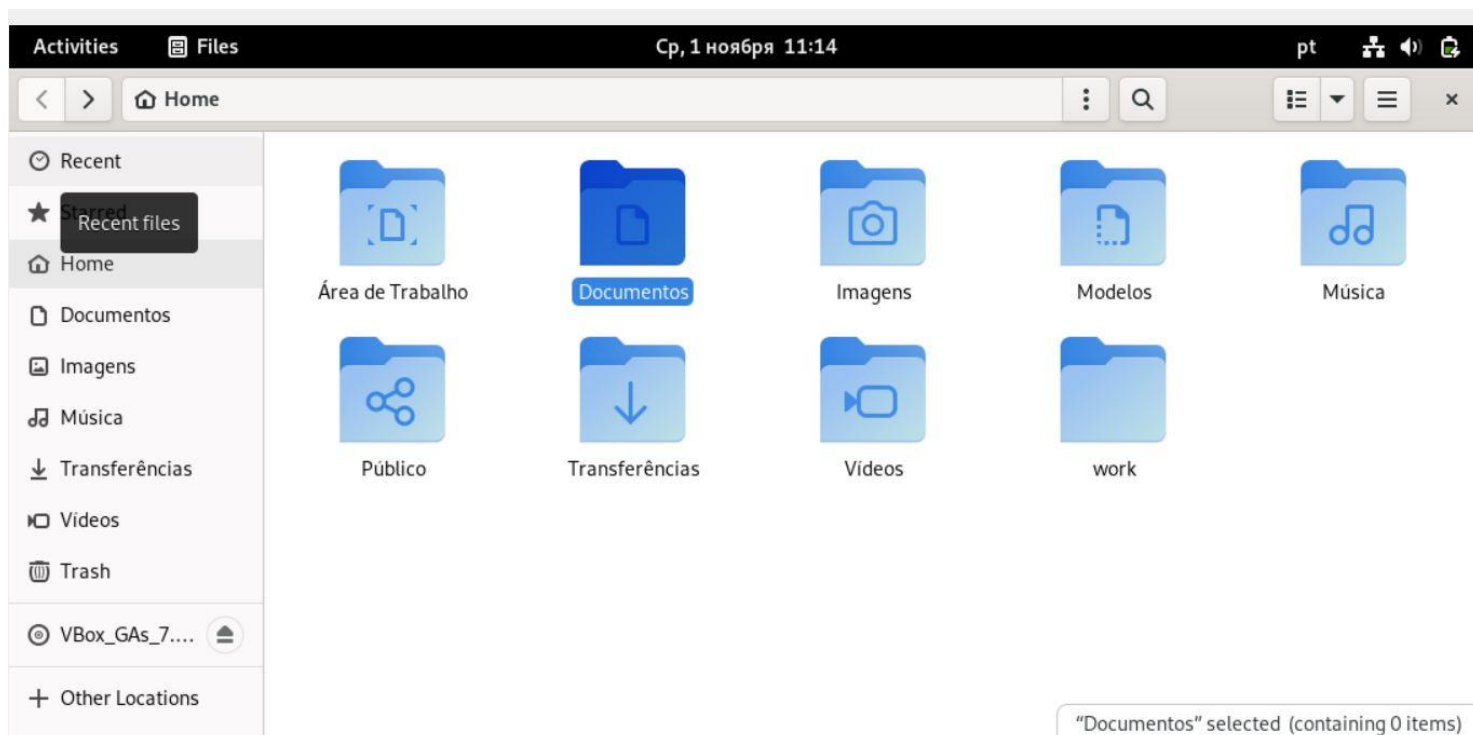 Activities Files Ср, 1 ноября 11:14 pt
Home
Recent
Starred
Recent files
Home
Documentos
Imagens
Música
Transferências
Vídeos
Trash
VBox_GAs_7....
Other Locations
Área de Trabalho Documentos Imagens Modelos Música
Público Transferências Vídeos work
“Documentos” selected (containing 0 items)